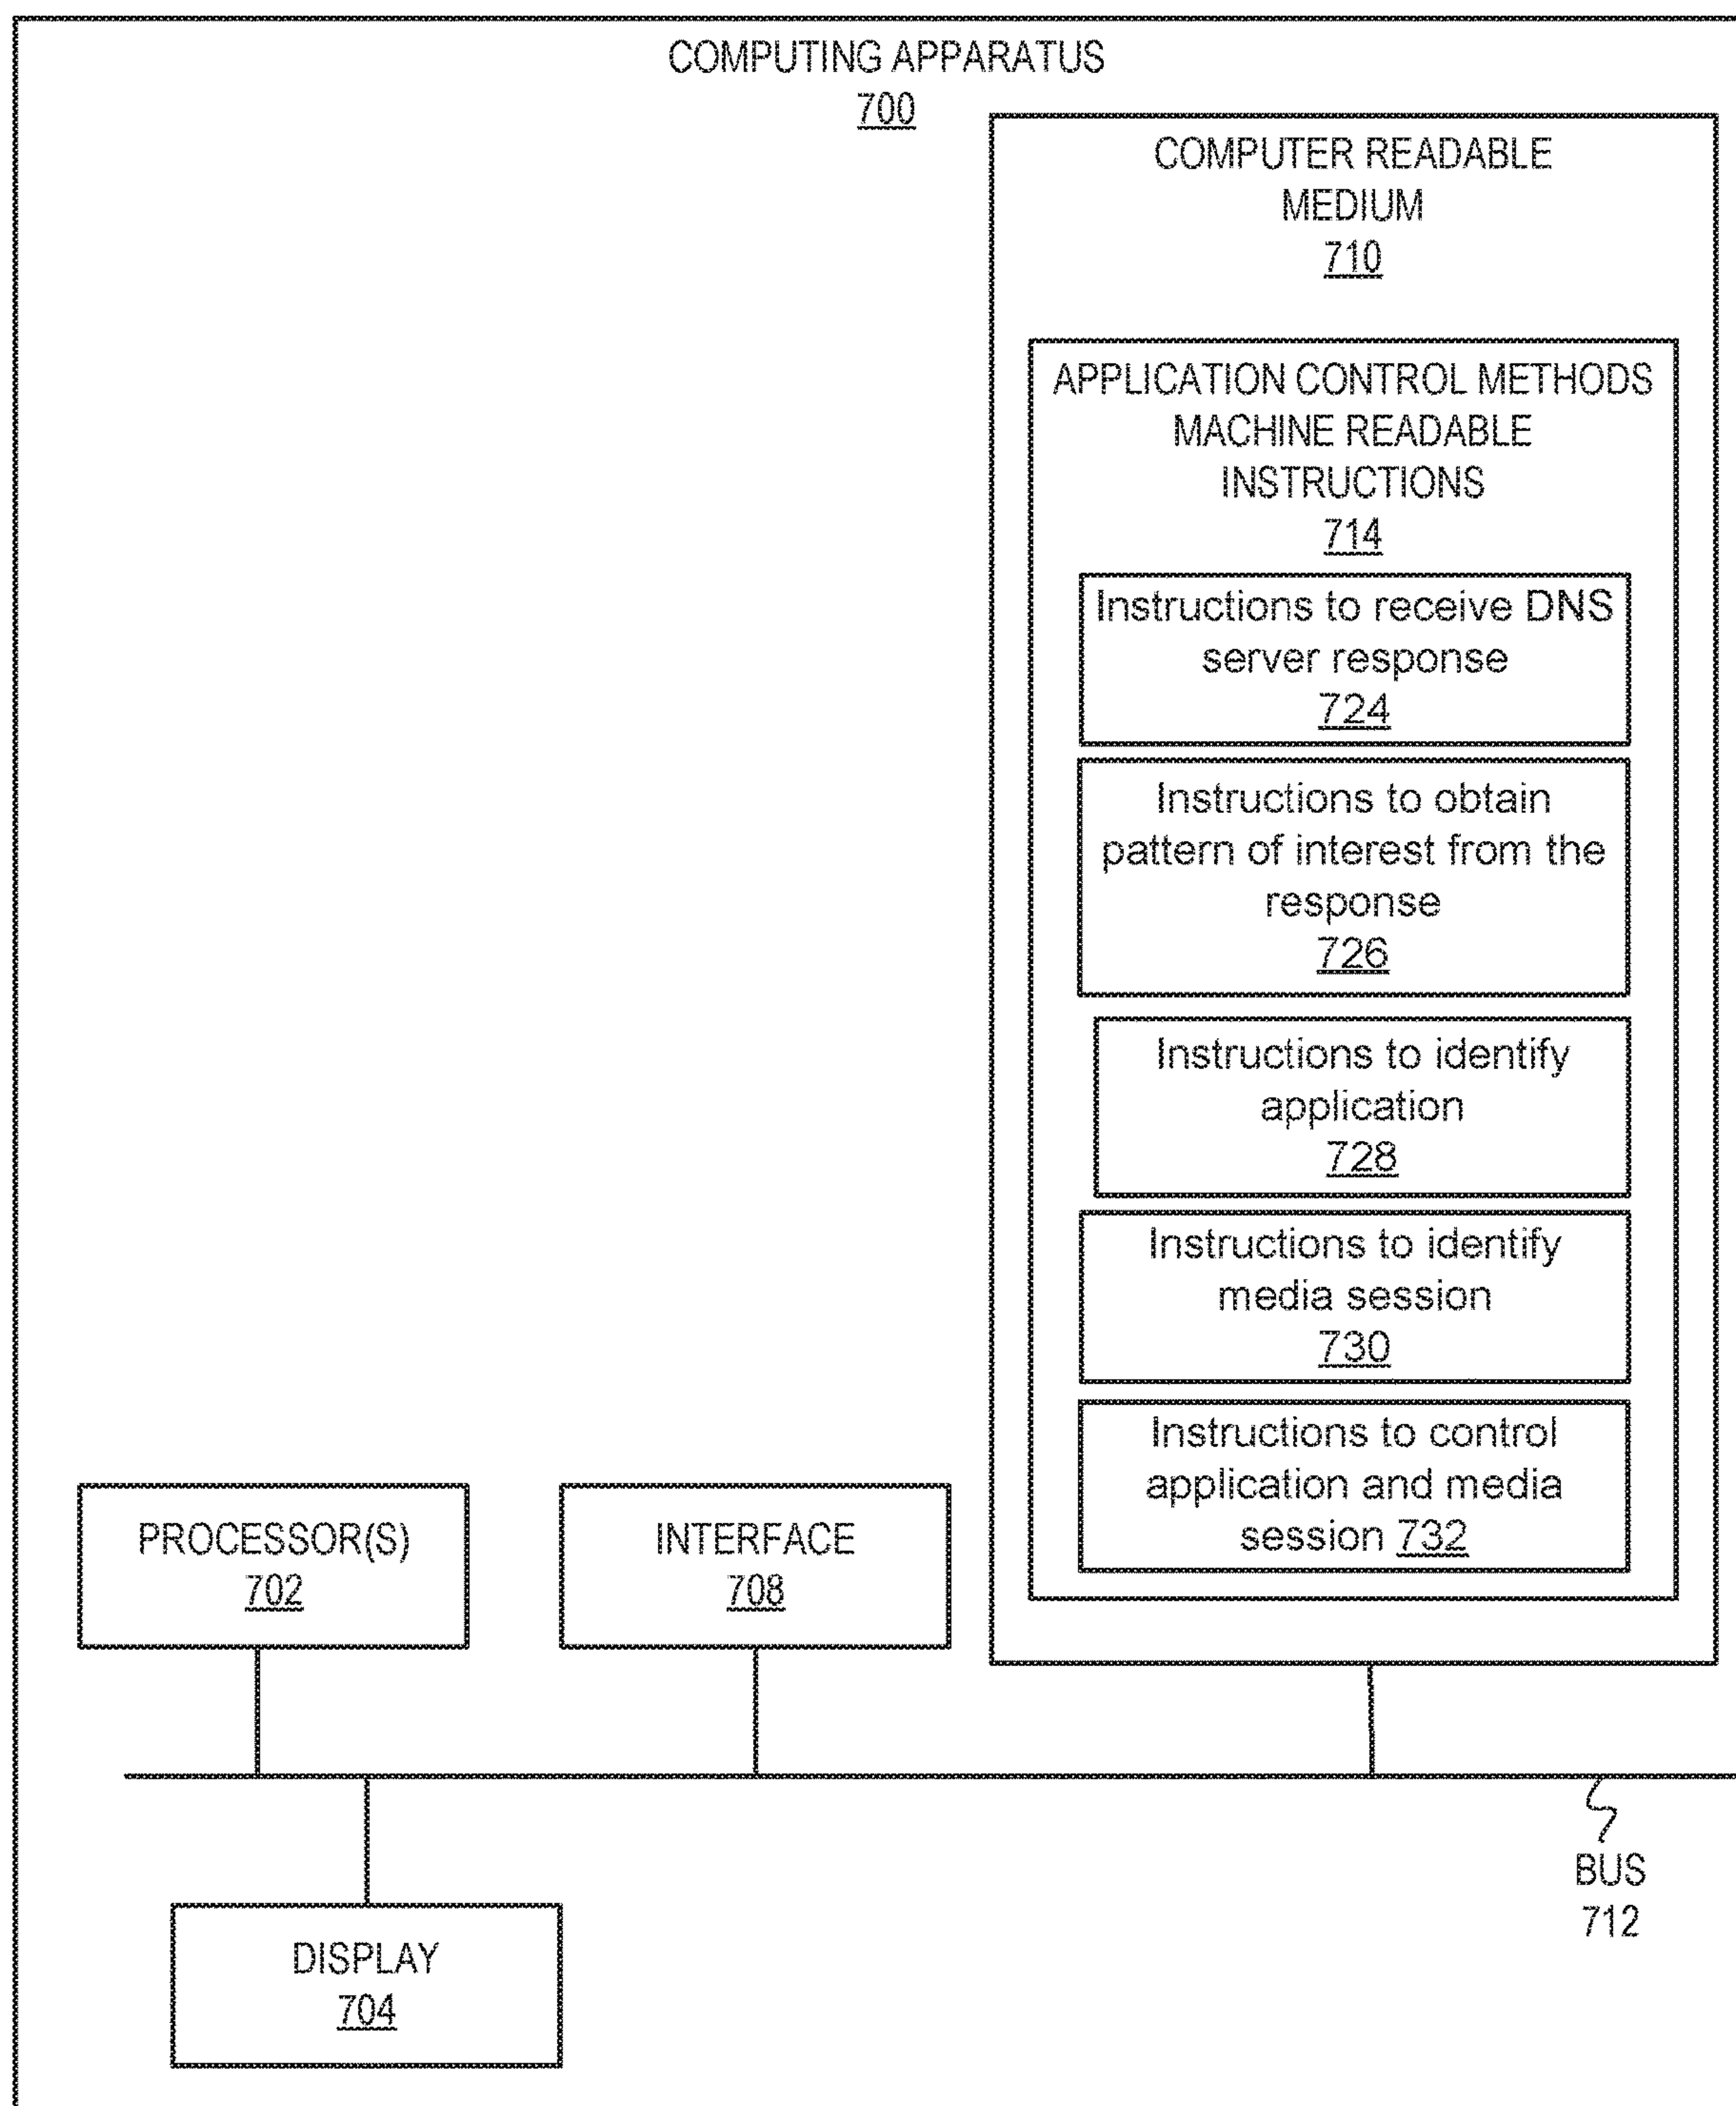 COMPUTING APPARATUS
700
COMPUTER READABLE
MEDIUM
710
APPLICATION CONTROL METHODS
MACHINE READABLE
INSTRUCTIONS
714
Instructions to receive DNS
server response
724
Instructions to obtain
pattern of interest from the
response
726
Instructions to identify
application
728
Instructions to identify
media session
730
Instructions to control
application and media
session 732
PROCESSOR(S)
702
INTERFACE
708
BUS
712
DISPLAY
704